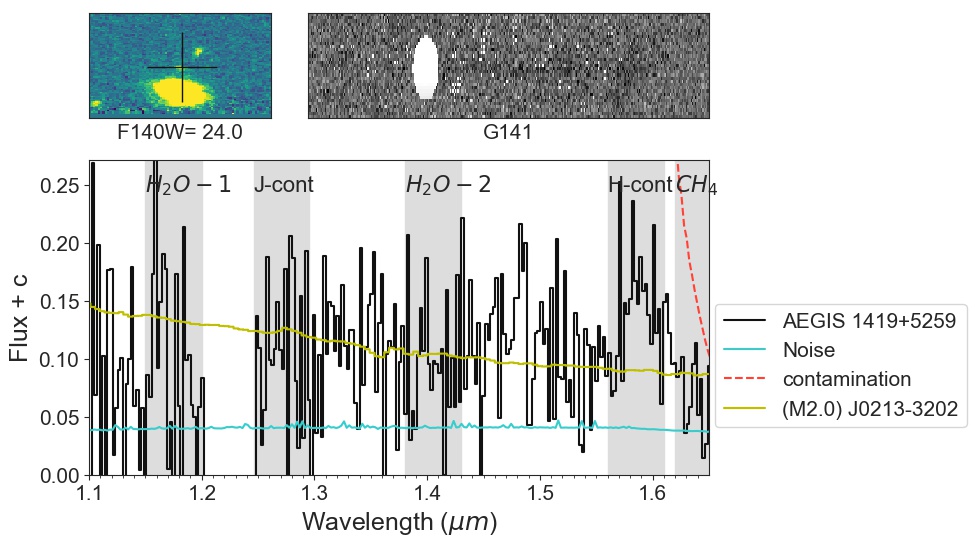 F140W= 24.0
G141
H₂O − 1 J-cont H₂O − 2 H-cont CH₄
0.25
0.20
0.15
0.10
0.05
0.00
Flux + c
1.1 1.2 1.3 1.4 1.5 1.6
Wavelength (μm)
AEGIS 1419+5259
Noise
contamination
(M2.0) J0213-3202